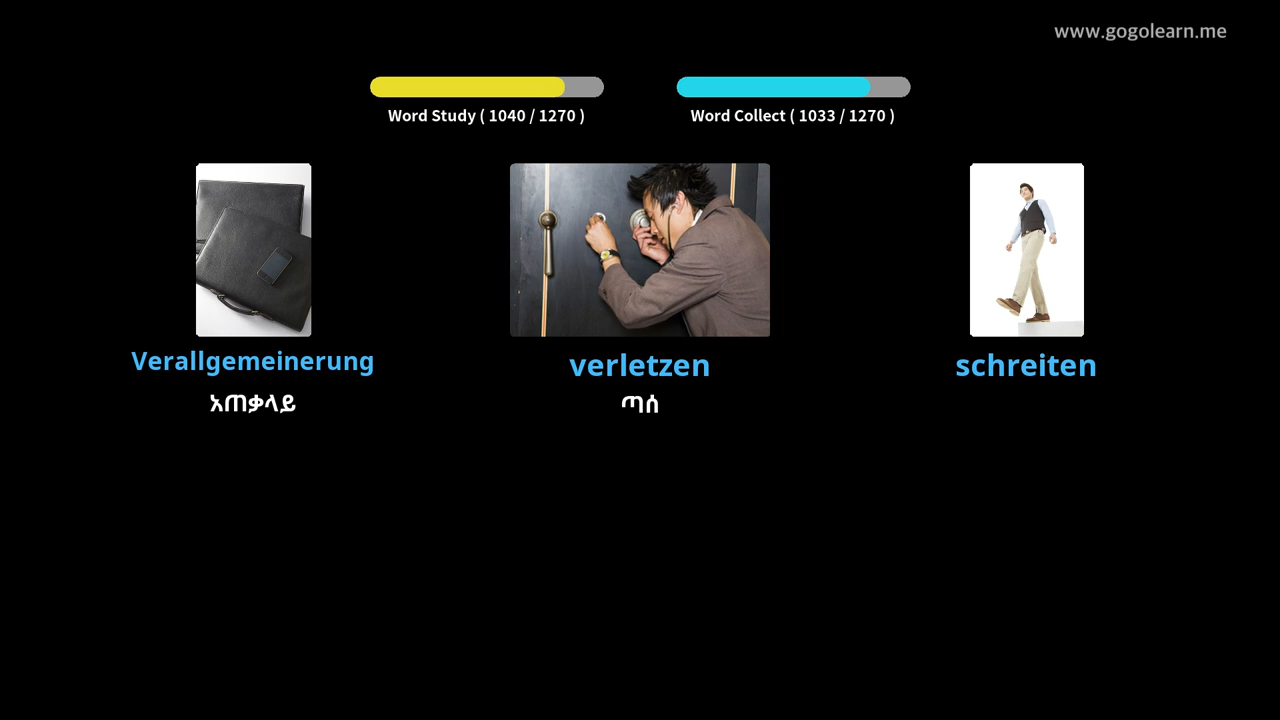 www.gogolearn.me
Word Study ( 1040 / 1270 )
Word Collect ( 1033 / 1270 )
Verallgemeinerung
አጠቃላይ
verletzen
ጣሰ
schreiten